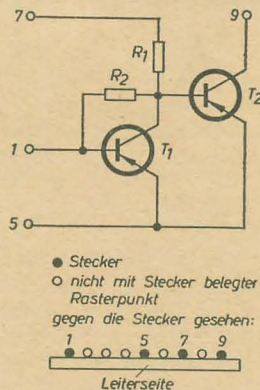 7
9
R1
R2
T2
1
T1
5
Stecker
nicht mit Stecker belegter
Rasterpunkt
gegen die Stecker gesehen:
1 5 7 9
Leiterseite